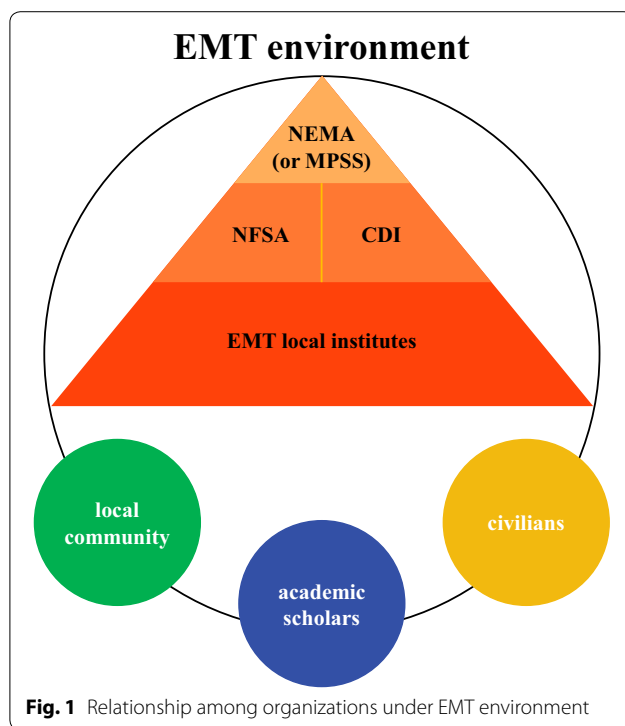 EMT environment
NEMA
(or MPSS)
NFSA
CDI
EMT local institutes
local
community
civilians
academic
scholars
Fig. 1 Relationship among organizations under EMT environment